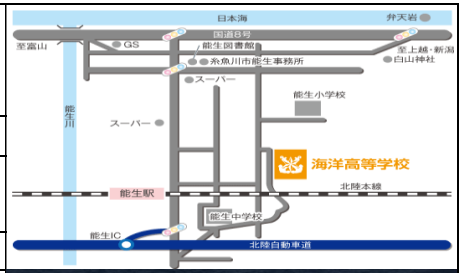 日本海
弁天岩
国道8号
至富山
GS
能生図書館
至上越・新潟
糸魚川市能生事務所
白山神社
スーパー
能生小学校
能生川
スーパー
海洋高等学校
能生駅
北陸本線
能生中学校
能生IC
北陸自動車道